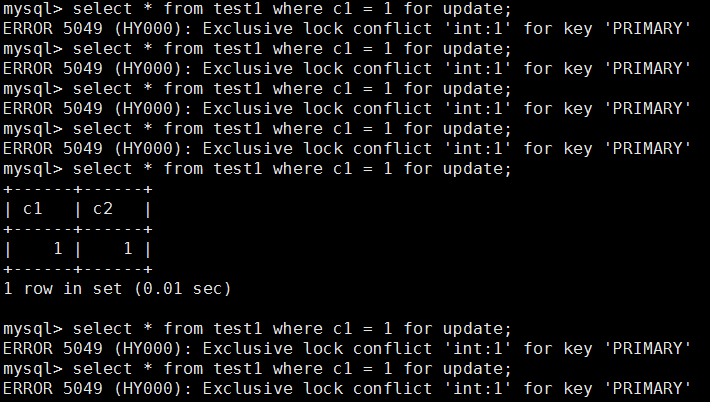 mysql> select * from test1 where c1 = 1 for update;
ERROR 5049 (HY000): Exclusive lock conflict 'int:1' for key 'PRIMARY'
mysql> select * from test1 where c1 = 1 for update;
ERROR 5049 (HY000): Exclusive lock conflict 'int:1' for key 'PRIMARY'
mysql> select * from test1 where c1 = 1 for update;
ERROR 5049 (HY000): Exclusive lock conflict 'int:1' for key 'PRIMARY'
mysql> select * from test1 where c1 = 1 for update;
ERROR 5049 (HY000): Exclusive lock conflict 'int:1' for key 'PRIMARY'
mysql> select * from test1 where c1 = 1 for update;
+------+------+
| c1   | c2   |
+------+------+
|    1 |    1 |
+------+------+
1 row in set (0.01 sec)

mysql> select * from test1 where c1 = 1 for update;
ERROR 5049 (HY000): Exclusive lock conflict 'int:1' for key 'PRIMARY'
mysql> select * from test1 where c1 = 1 for update;
ERROR 5049 (HY000): Exclusive lock conflict 'int:1' for key 'PRIMARY'